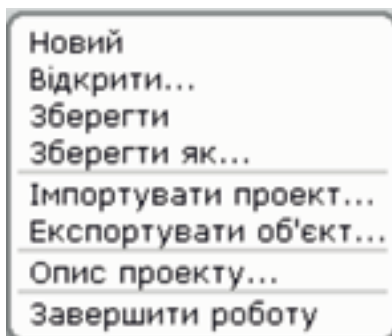 Новий
Відкрити...
Зберегти
Зберегти як...
Імпортувати проект...
Експортувати об'єкт...
Опис проекту...
Завершити роботу